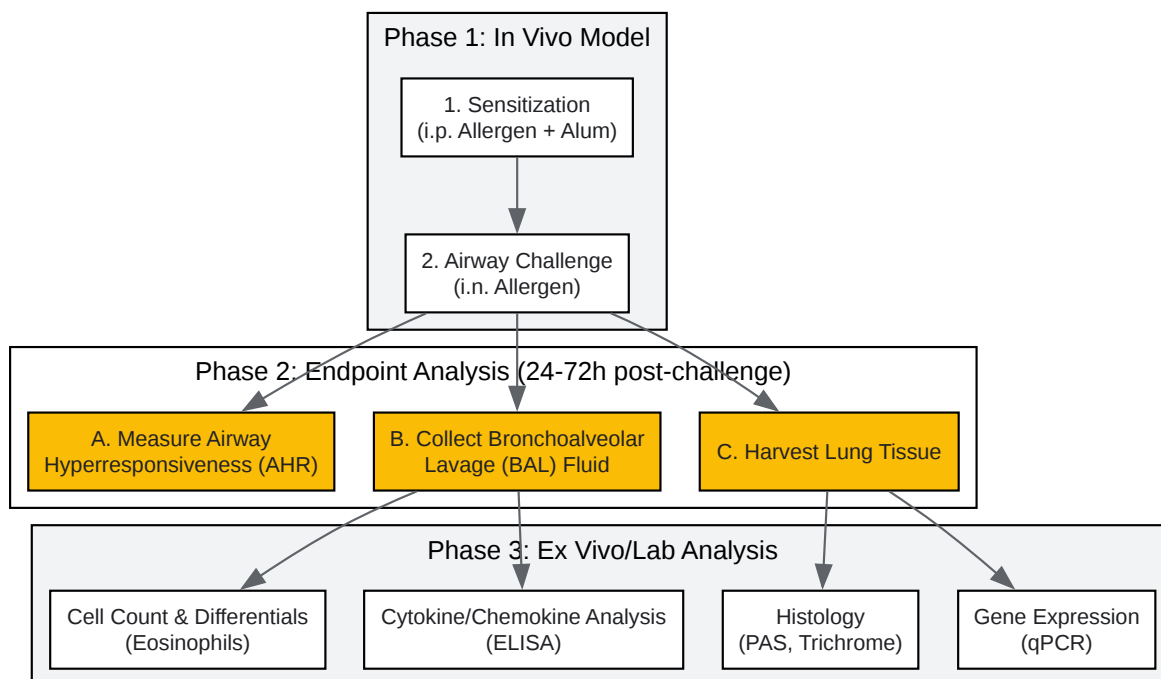 Phase 1: In Vivo Model
1. Sensitization
(i.p. Allergen + Alum)
2. Airway Challenge
(i.n. Allergen)
Phase 2: Endpoint Analysis (24-72h post-challenge)
A. Measure Airway
Hyperresponsiveness (AHR)
B. Collect Bronchoalveolar
Lavage (BAL) Fluid
C. Harvest Lung Tissue
Phase 3: Ex Vivo/Lab Analysis
Cell Count & Differentials
(Eosinophils)
Cytokine/Chemokine Analysis
(ELISA)
Histology
(PAS, Trichrome)
Gene Expression
(qPCR)